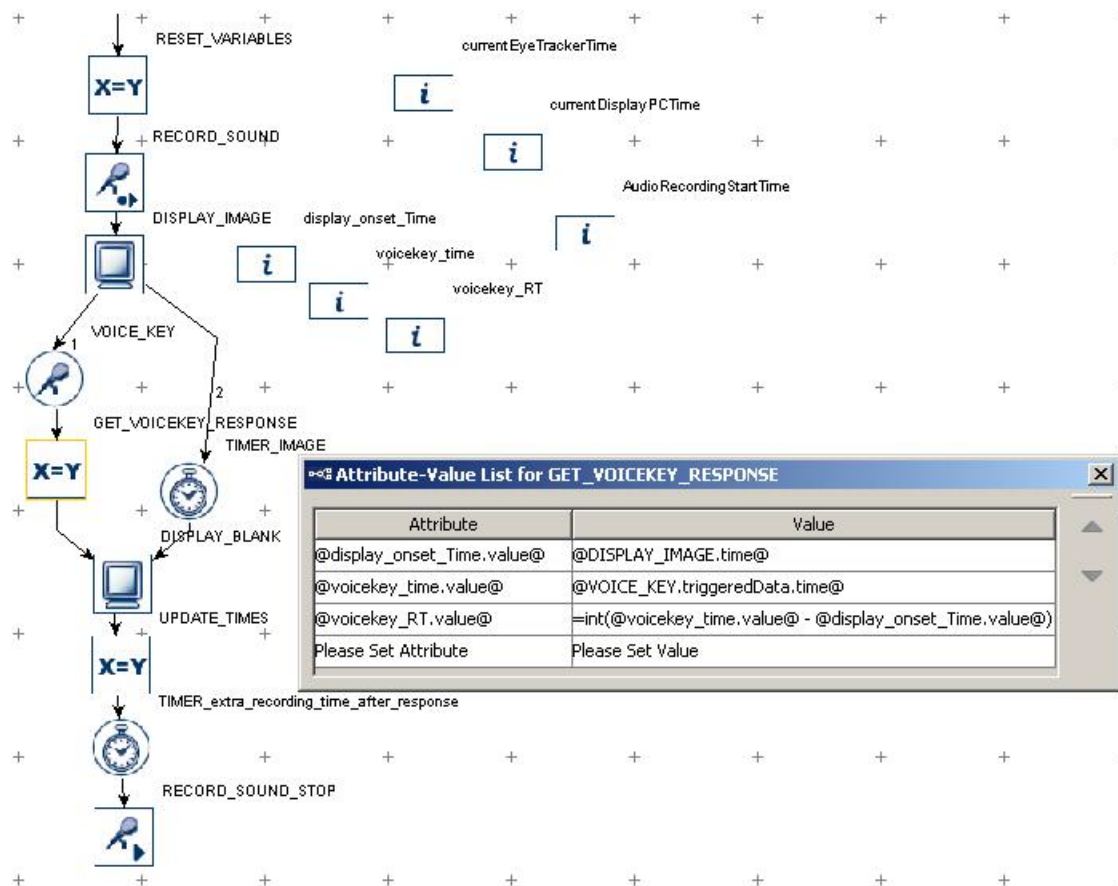 RESET_VARIABLES
currentEyeTrackerTime
X=Y
i
currentDisplayPCTime
RECORD_SOUND
i
AudioRecordingStartTime
DISPLAY_IMAGE
display_onset_Time
i
i
voicekey_time
i
voicekey_RT
i
VOICE_KEY
1
2
GET_VOICEKEY_RESPONSE
TIMER_IMAGE
X=Y
Attribute-Value List for GET_VOICEKEY_RESPONSE
Attribute Value
@display_onset_Time.value@ @DISPLAY_IMAGE.time@
@voicekey_time.value@ @VOICE_KEY.triggeredData.time@
@voicekey_RT.value@ =int(@voicekey_time.value@ - @display_onset_Time.value@)
Please Set Attribute Please Set Value
DISPLAY_BLANK
UPDATE_TIMES
X=Y
TIMER_extra_recording_time_after_response
RECORD_SOUND_STOP